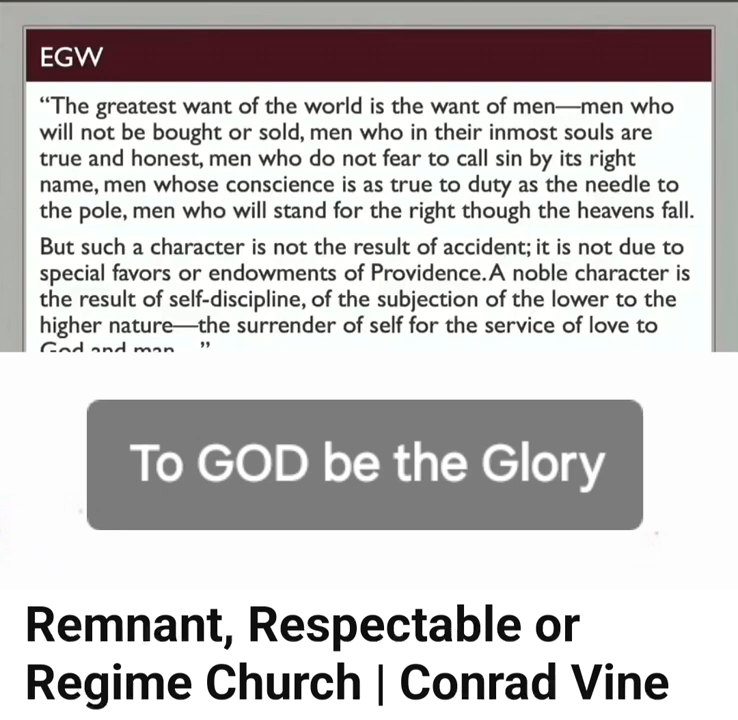 EGW
“The greatest want of the world is the want of men—men who
will not be bought or sold, men who in their inmost souls are
true and honest, men who do not fear to call sin by its right
name, men whose conscience is as true to duty as the needle to
the pole, men who will stand for the right though the heavens fall.
But such a character is not the result of accident; it is not due to
special favors or endowments of Providence. A noble character is
the result of self-discipline, of the subjection of the lower to the
higher nature—the surrender of self for the service of love to
God and man...”
To GOD be the Glory
Remnant, Respectable or
Regime Church | Conrad Vine